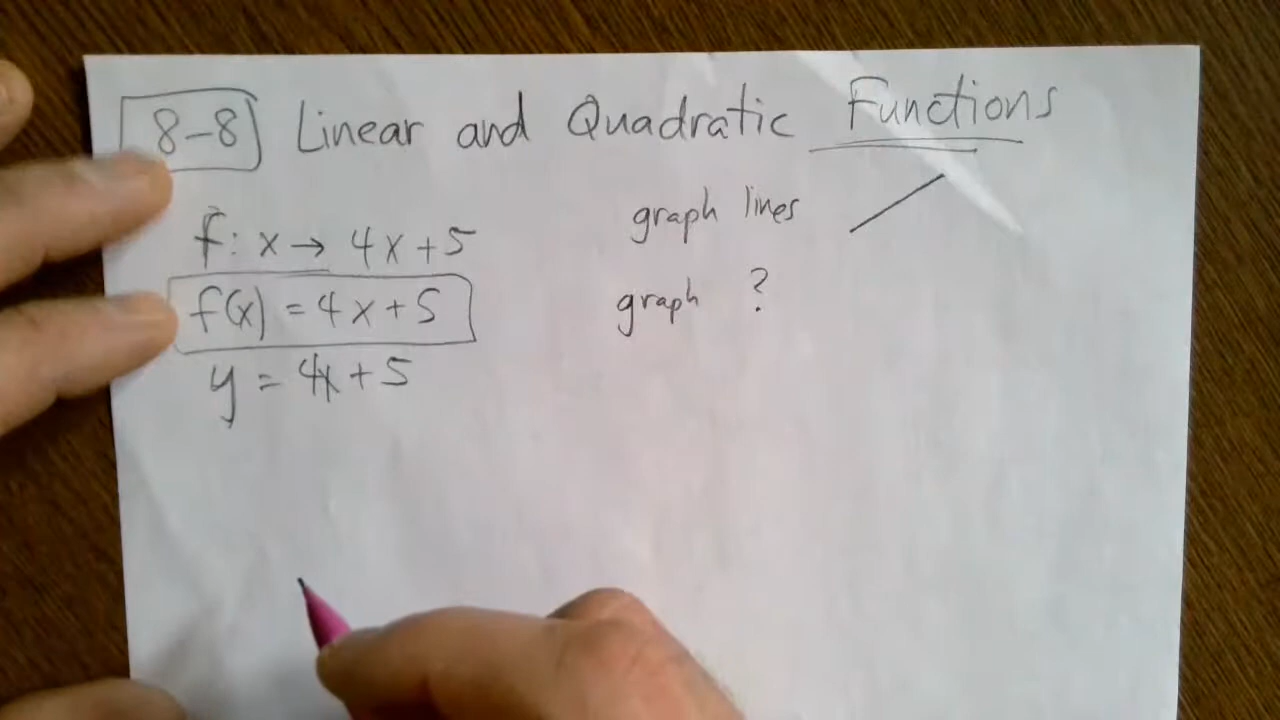 8-8 Linear and Quadratic Functions
f: x → 4x+5
f(x) = 4x+5
y = 4x+5
graph lines
graph ?